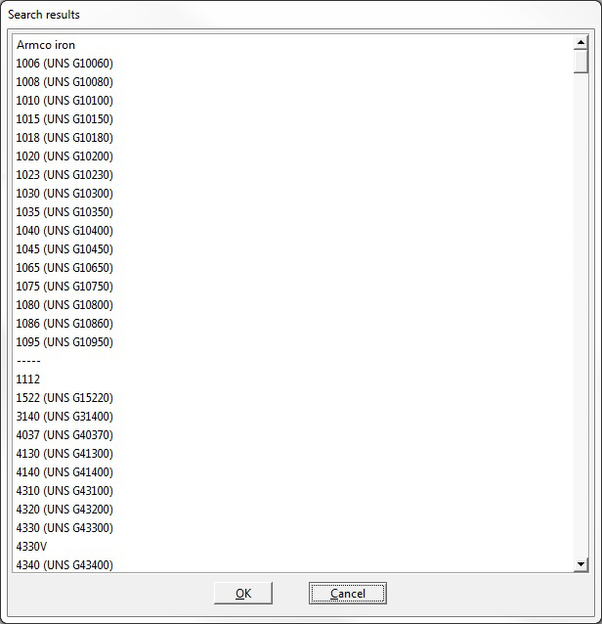 Search results
Armco iron
1006 (UNS G10060)
1008 (UNS G10080)
1010 (UNS G10100)
1015 (UNS G10150)
1018 (UNS G10180)
1020 (UNS G10200)
1023 (UNS G10230)
1030 (UNS G10300)
1035 (UNS G10350)
1040 (UNS G10400)
1045 (UNS G10450)
1065 (UNS G10650)
1075 (UNS G10750)
1080 (UNS G10800)
1086 (UNS G10860)
1095 (UNS G10950)
-----
1112
1522 (UNS G15220)
3140 (UNS G31400)
4037 (UNS G40370)
4130 (UNS G41300)
4140 (UNS G41400)
4310 (UNS G43100)
4320 (UNS G43200)
4330 (UNS G43300)
4330V
4340 (UNS G43400)
OK Cancel